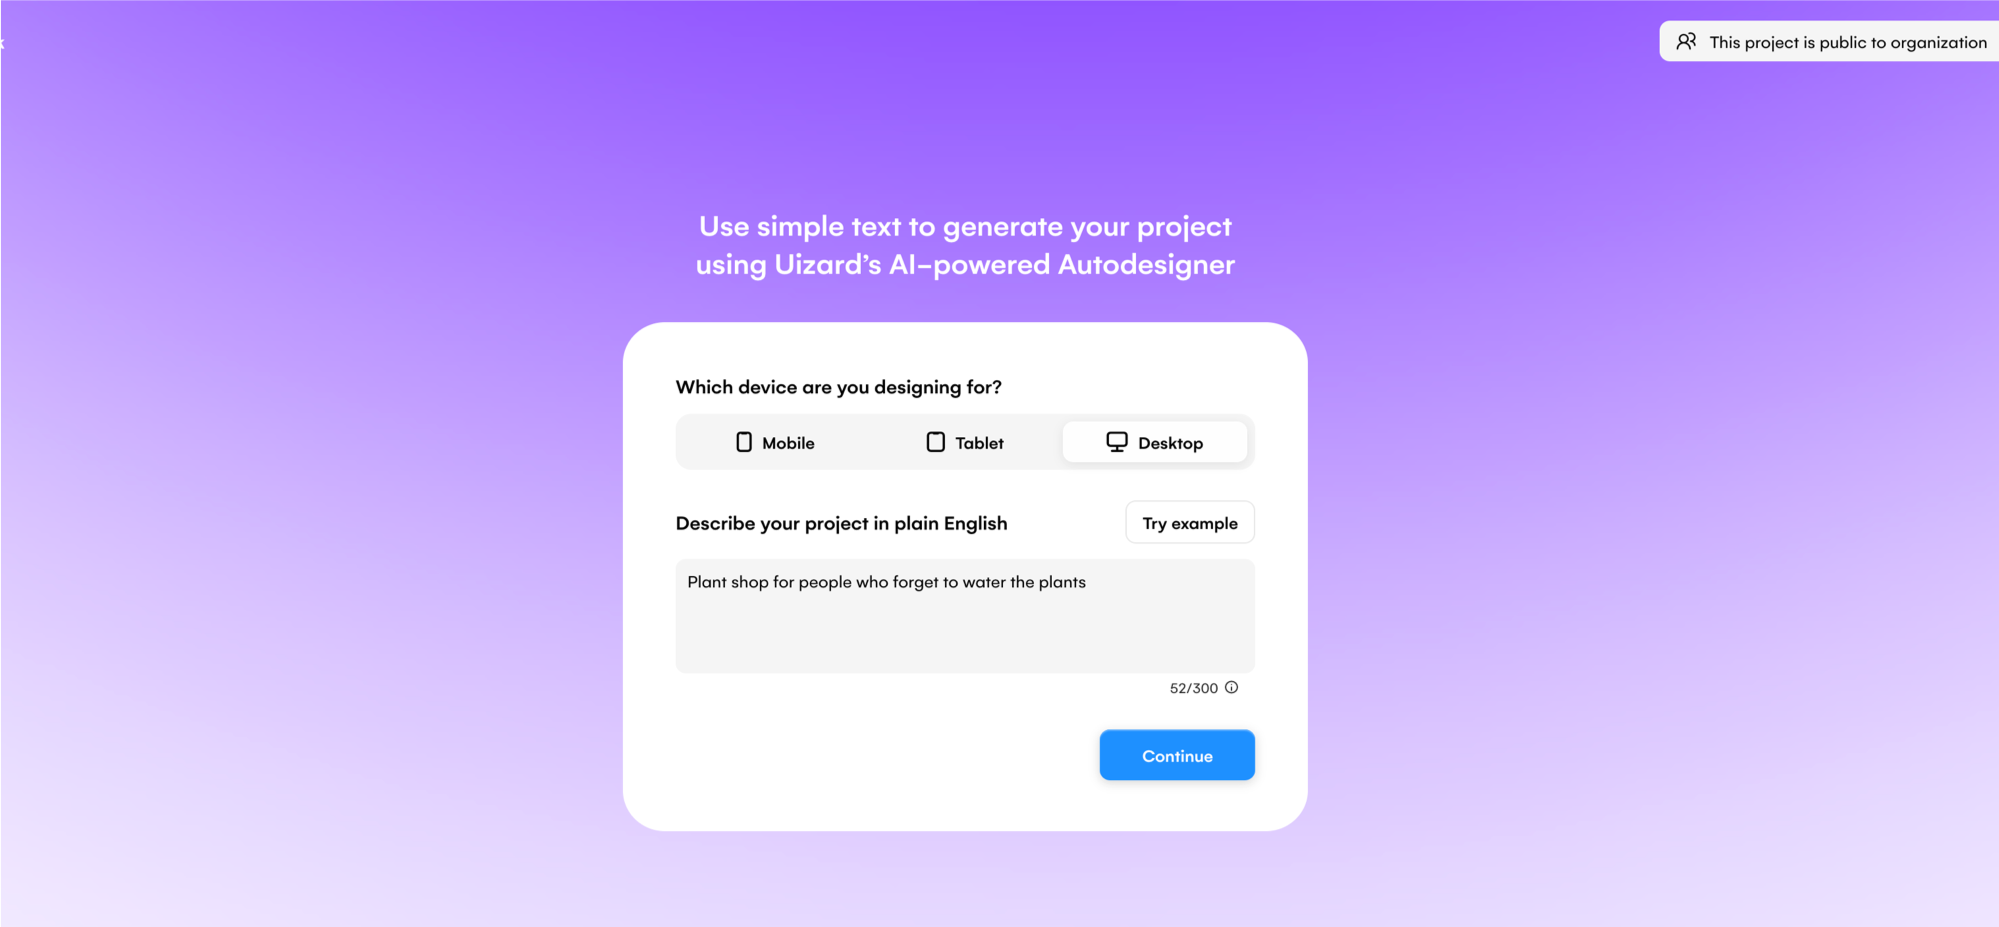 This project is public to organization
Use simple text to generate your project
using Uizard’s AI-powered Autodesigner
Which device are you designing for?
Mobile
Tablet
Desktop
Describe your project in plain English
Try example
Plant shop for people who forget to water the plants
52/300
Continue